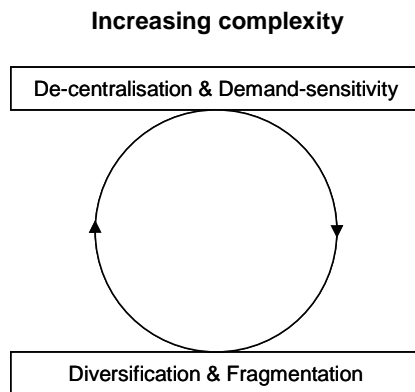 Increasing complexity
De-centralisation & Demand-sensitivity
Diversification & Fragmentation